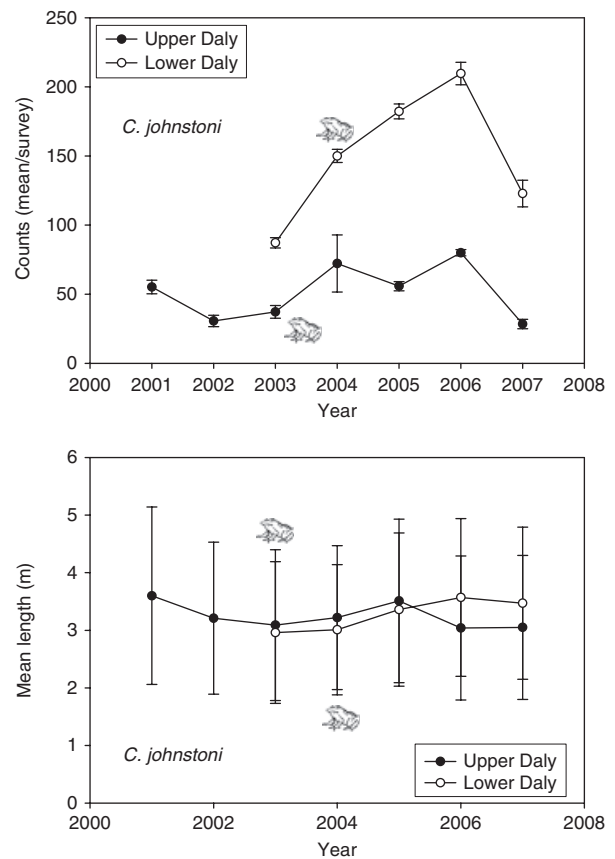 250
Upper Daly
Lower Daly
200
C. johnstoni
150
Counts (mean/survey)
100
50
0
2000 2001 2002 2003 2004 2005 2006 2007 2008
Year
6
5
4
Mean length (m)
3
2
1
C. johnstoni
Upper Daly
Lower Daly
0
2000 2002 2004 2006 2008
Year